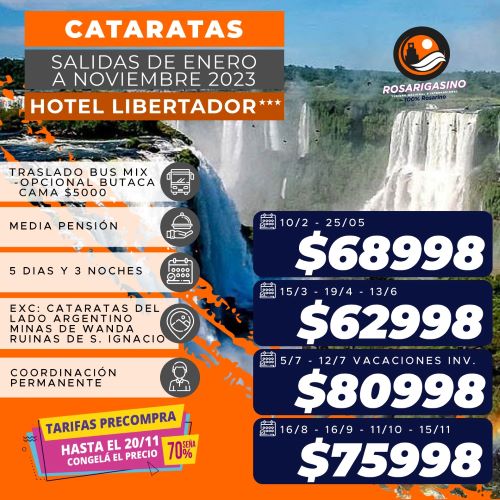 CATARATAS
SALIDAS DE ENERO
A NOVIEMBRE 2023
HOTEL LIBERTADOR***
ROSARIGASINO
100% Rosarino
TRASLADO BUS MIX
-OPCIONAL BUTACA
CAMA $5000
MEDIA PENSIÓN
5 DIAS Y 3 NOCHES
EXC: CATARATAS DEL
LADO ARGENTINO
MINAS DE WANDA
RUINAS DE S. IGNACIO
COORDINACIÓN
PERMANENTE
TARIFAS PRECOMPRA
HASTA EL 20/11
CONGELÁ EL PRECIO
70%
SEÑA
10/2 - 25/05
$68998
15/3 - 19/4 - 13/6
$62998
5/7 - 12/7 VACACIONES INV.
$80998
16/8 - 16/9 - 11/10 - 15/11
$75998